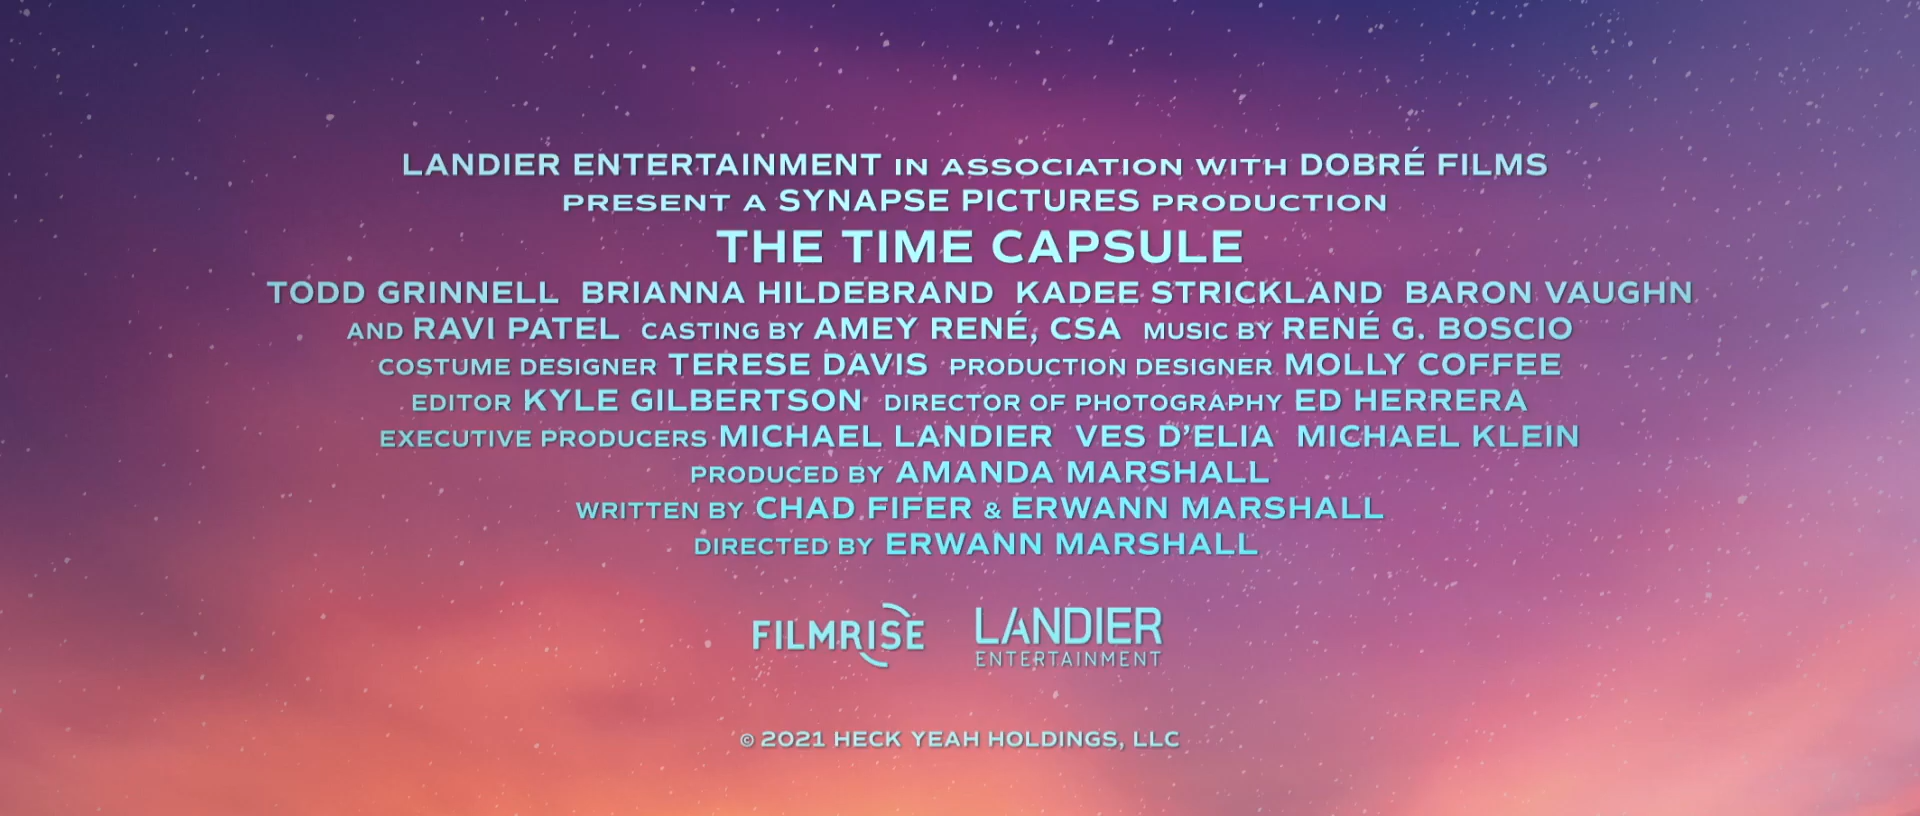 LANDIER ENTERTAINMENT IN ASSOCIATION WITH DOBRÉ FILMS
PRESENT A SYNAPSE PICTURES PRODUCTION
THE TIME CAPSULE
TODD GRINNELL BRIANNA HILDEBRAND KADEE STRICKLAND BARON VAUGHN
AND RAVI PATEL CASTING BY AMEY RENÉ, CSA MUSIC BY RENÉ G. BOSCIO
COSTUME DESIGNER TERESE DAVIS PRODUCTION DESIGNER MOLLY COFFEE
EDITOR KYLE GILBERTSON DIRECTOR OF PHOTOGRAPHY ED HERRERA
EXECUTIVE PRODUCERS MICHAEL LANDIER VES D'ELIA MICHAEL KLEIN
PRODUCED BY AMANDA MARSHALL
WRITTEN BY CHAD FIFER & ERWANN MARSHALL
DIRECTED BY ERWANN MARSHALL
FILMRISE LANDIER
ENTERTAINMENT
© 2021 HECK YEAH HOLDINGS, LLC